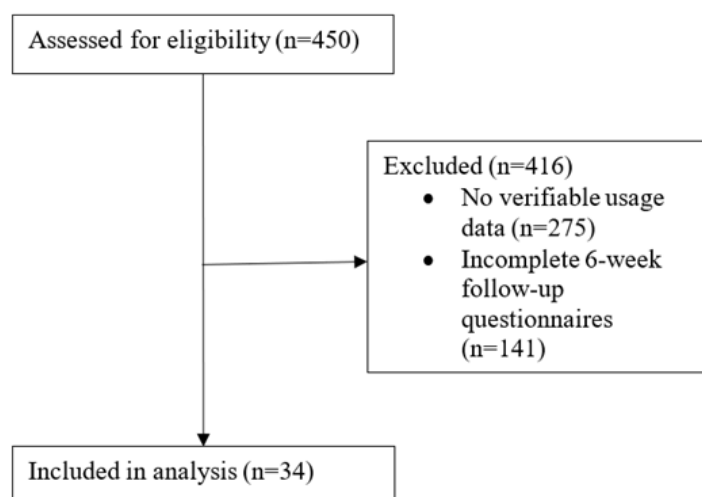 Assessed for eligibility (n=450)
Excluded (n=416)
• No verifiable usage
data (n=275)
• Incomplete 6-week
follow-up
questionnaires
(n=141)
Included in analysis (n=34)